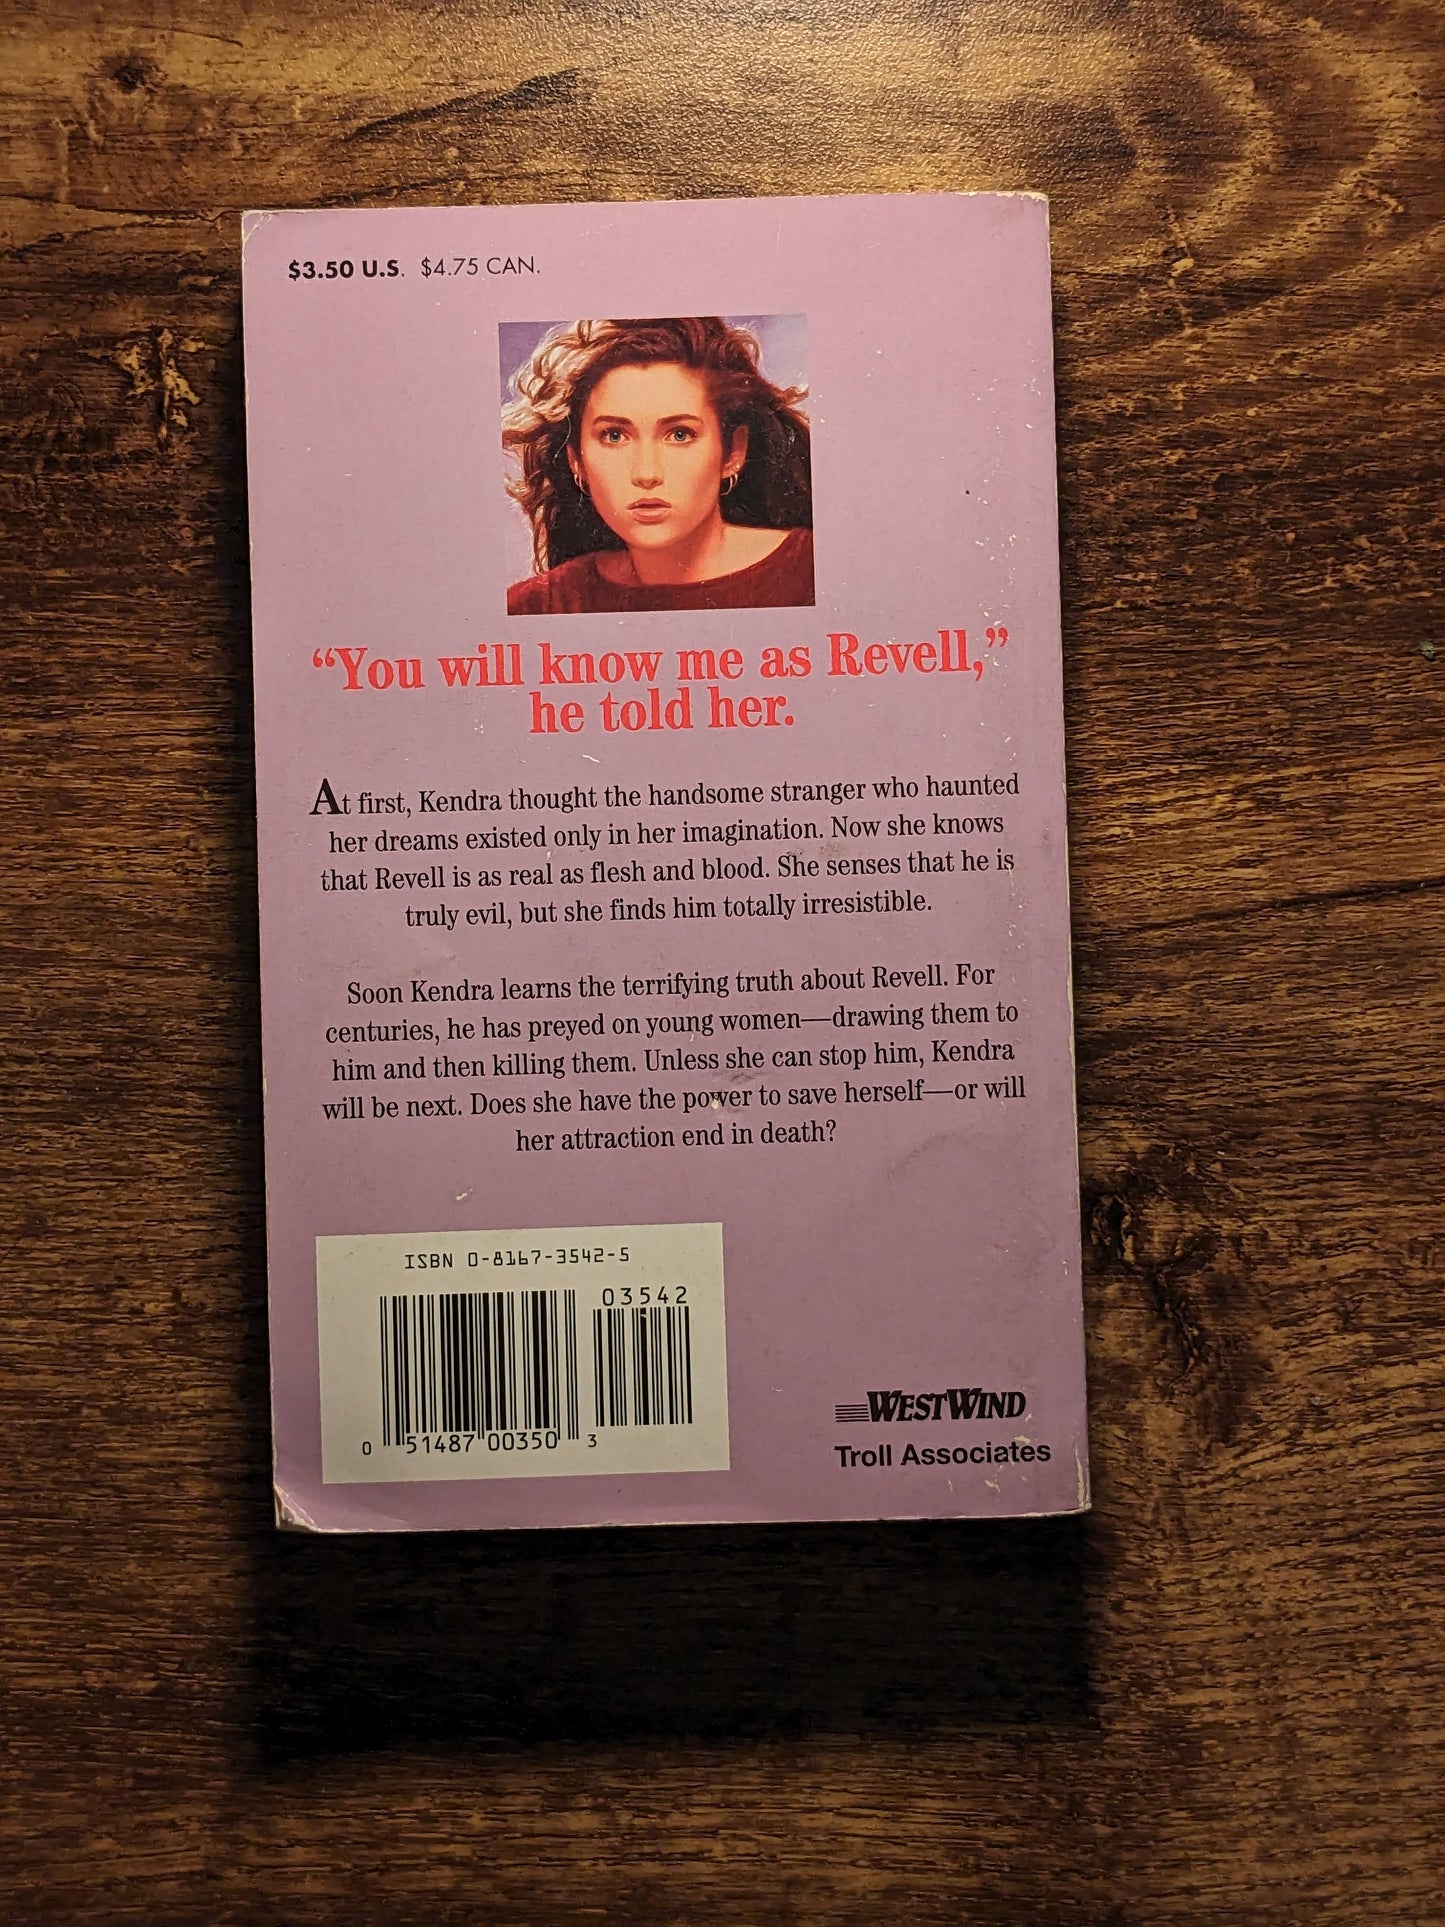 $3.50 U.S. $4.75 CAN.
“You will know me as Revell,”
he told her.
At first, Kendra thought the handsome stranger who haunted
her dreams existed only in her imagination. Now she knows
that Revell is as real as flesh and blood. She senses that he is
truly evil, but she finds him totally irresistible.
Soon Kendra learns the terrifying truth about Revell. For
centuries, he has preyed on young women—drawing them to
him and then killing them. Unless she can stop him, Kendra
will be next. Does she have the power to save herself—or will
her attraction end in death?
ISBN 0-8167-3542-5
03542
0 51487 00350 3
WESTWIND
Troll Associates